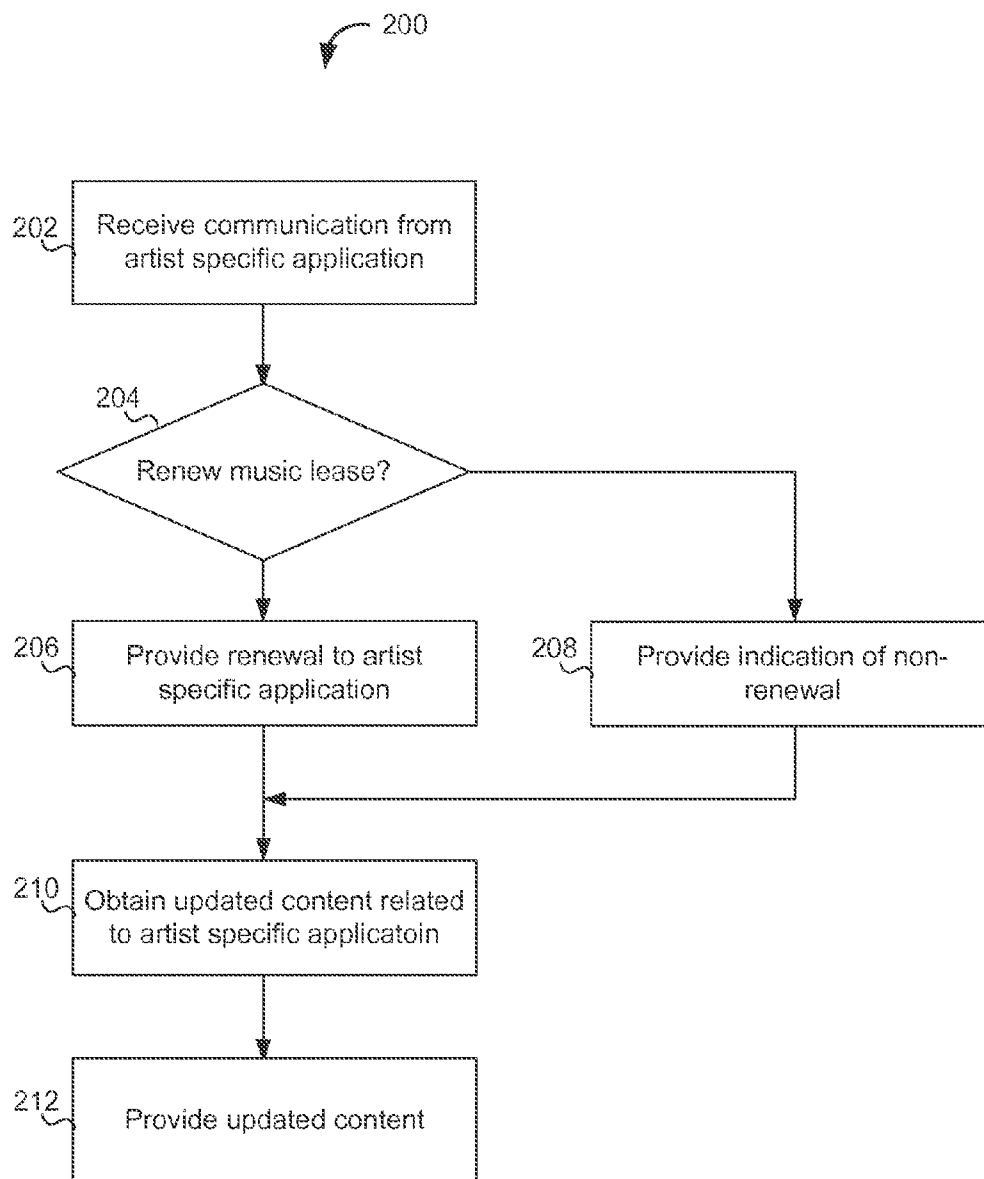 200
202
Receive communication from
artist specific application
204
Renew music lease?
206
Provide renewal to artist
specific application
208
Provide indication of non-
renewal
210
Obtain updated content related
to artist specific applicatoin
212
Provide updated content